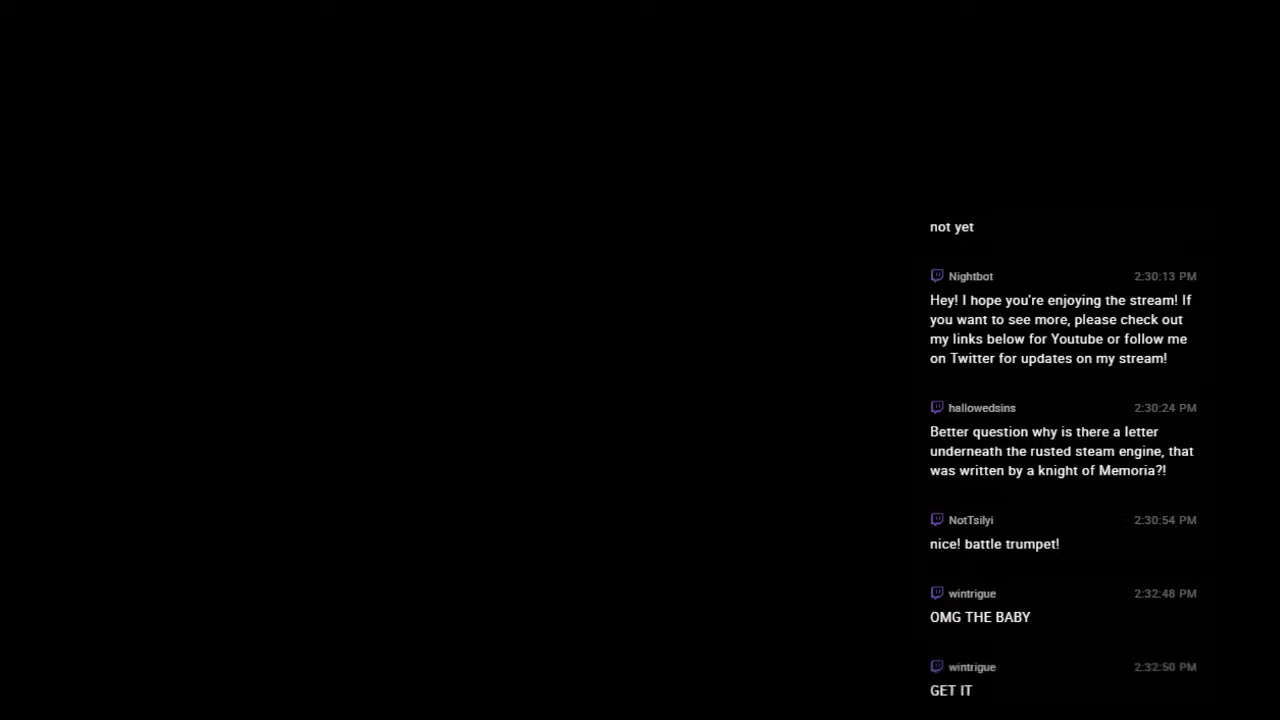 not yet
Nightbot 2:30:13 PM
Hey! I hope you're enjoying the stream! If
you want to see more, please check out
my links below for Youtube or follow me
on Twitter for updates on my stream!
hallowedsins 2:30:24 PM
Better question why is there a letter
underneath the rusted steam engine, that
was written by a knight of Memoria?!
NotTsilyi 2:30:54 PM
nice! battle trumpet!
wintrigue 2:32:48 PM
OMG THE BABY
wintrigue 2:32:50 PM
GET IT